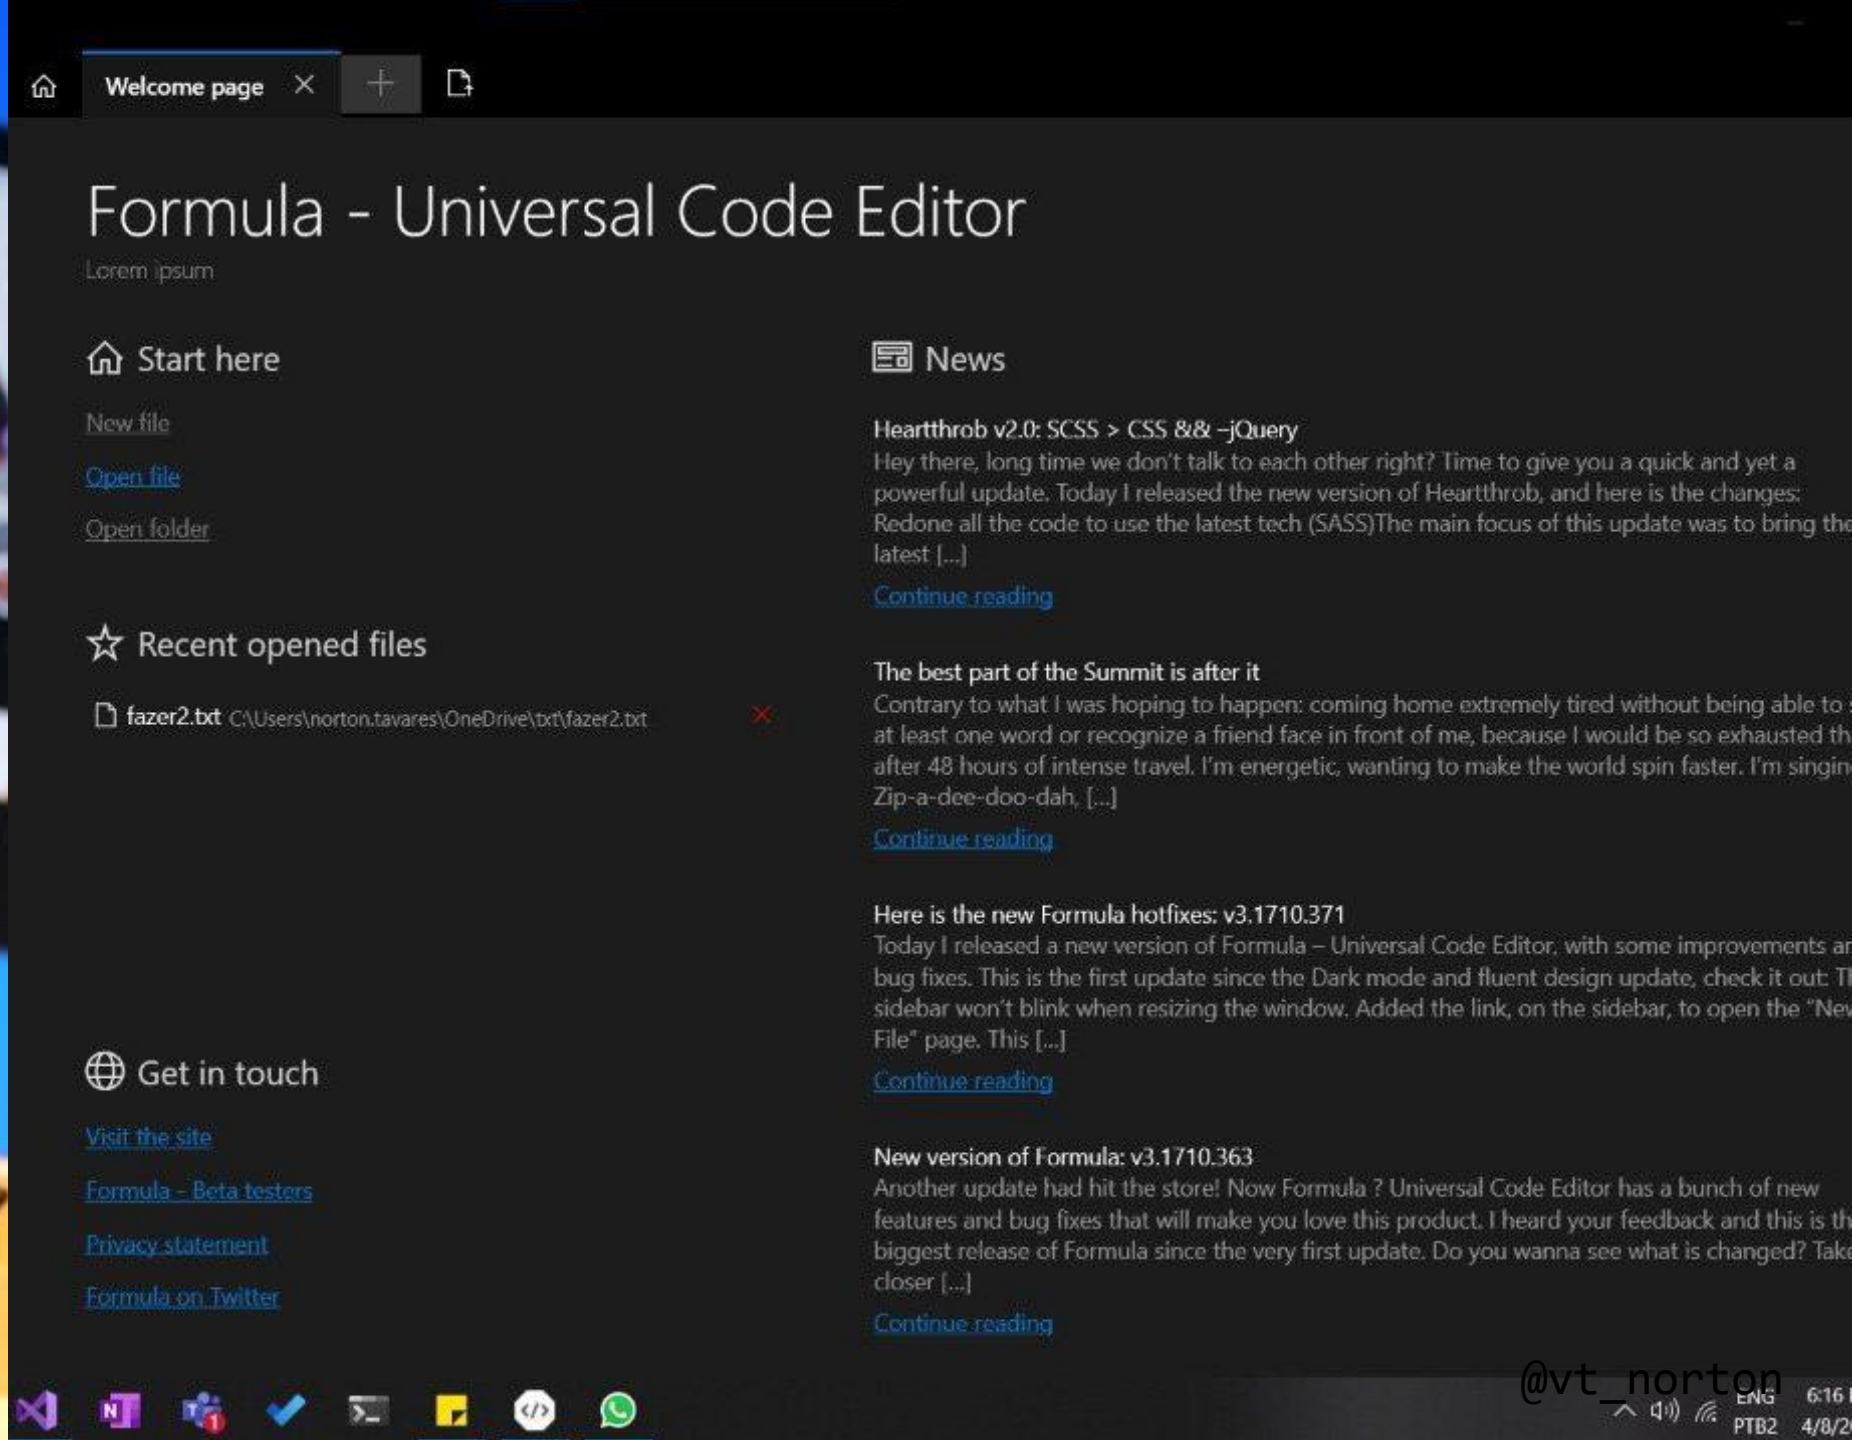 Welcome page
Formula - Universal Code Editor
Lorem ipsum
Start here
New file
Open file
Open folder
Recent opened files
fazer2.txt C:\Users\norton.tavares\OneDrive\txt\fazer2.txt
Get in touch
Visit the site
Formula - Beta testers
Privacy statement
Formula on Twitter
News
Heartthrob v2.0: SCSS > CSS && –jQuery
Hey there, long time we don't talk to each other right? Time to give you a quick and yet a
powerful update. Today I released the new version of Heartthrob, and here is the changes:
Redone all the code to use the latest tech (SASS)The main focus of this update was to bring the
latest [...]
Continue reading
The best part of the Summit is after it
Contrary to what I was hoping to happen: coming home extremely tired without being able to
at least one word or recognize a friend face in front of me, because I would be so exhausted
after 48 hours of intense travel. I'm energetic, wanting to make the world spin faster. I'm
Zip-a-dee-doo-dah, [...]
Continue reading
Here is the new Formula hotfixes: v3.1710.371
Today I released a new version of Formula – Universal Code Editor, with some improvements
bug fixes. This is the first update since the Dark mode and fluent design update, check it out:
sidebar won't blink when resizing the window. Added the link, on the sidebar, to open the
File" page. This [...]
Continue reading
New version of Formula: v3.1710.363
Another update had hit the store! Now Formula ? Universal Code Editor has a bunch of new
features and bug fixes that will make you love this product. I heard your feedback and this is
biggest release of Formula since the very first update. Do you wanna see what is changed? Take
closer [...]
Continue reading
@vt_norton
N
T
1
ENG
PTB2
6:16